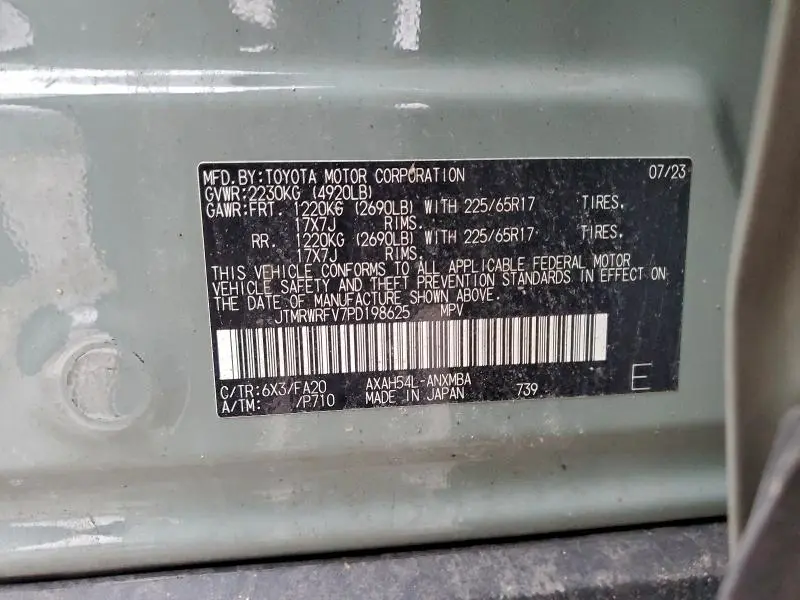 MFD.BY:TOYOTA MOTOR CORPORATION 07/23
GVWR:2230KG (4920LB)
GAWR:FRT. 1220KG (2690LB) WITH 225/65R17 TIRES,
17X7J RIMS.
RR. 1220KG (2690LB) WITH 225/65R17 TIRES,
17X7J RIMS.
THIS VEHICLE CONFORMS TO ALL APPLICABLE FEDERAL MOTOR
VEHICLE SAFETY AND THEFT PREVENTION STANDARDS IN EFFECT ON
THE DATE OF MANUFACTURE SHOWN ABOVE.
JTMRWRFV7PD198625 MPV
C/TR:6X3/FA20 AXAH54L-ANXMBA 739 E
A/TM: /P710 MADE IN JAPAN